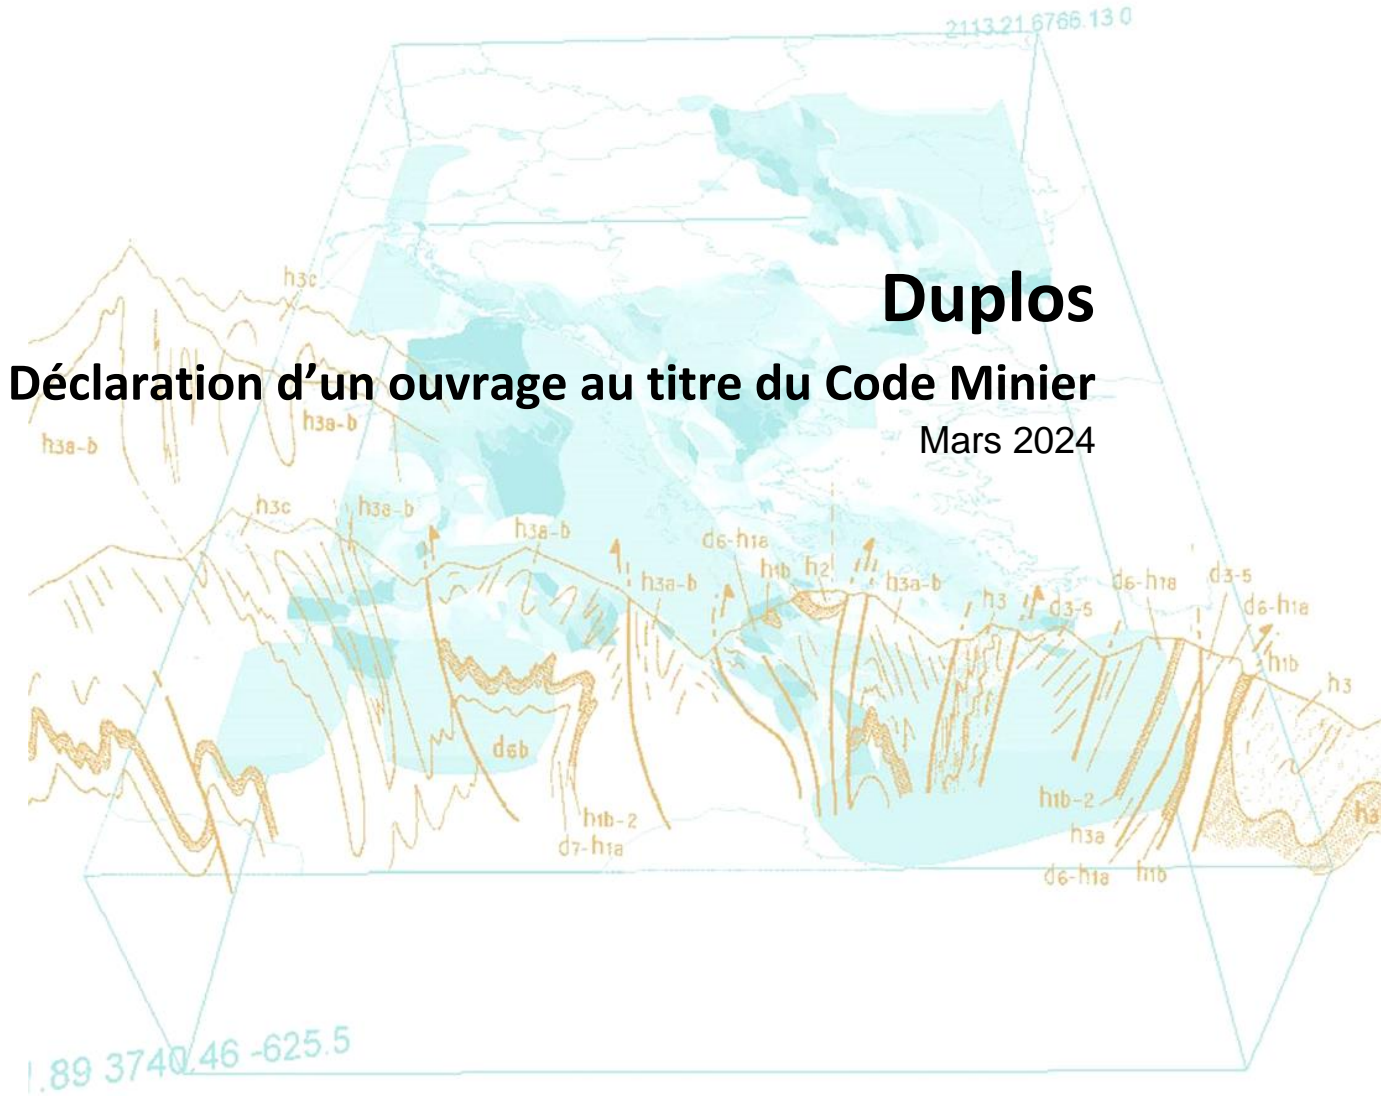 2113.21.6766.13 0
h3c
Duplos
Déclaration d’un ouvrage au titre du Code Minier
h3a-b
h3a-b
Mars 2024
h3c
h3a-b
h3a-b
d6-h1a
h1b
h2
h3a-b
h3a-b
h3
d3-5
d6-h1a
d3-5
d6-h1a
h1b
h3
d6b
h1b-2
d7-h1a
h1b-2
h3a
d6-h1a
h1b
h3
.89 3740.46 -625.5